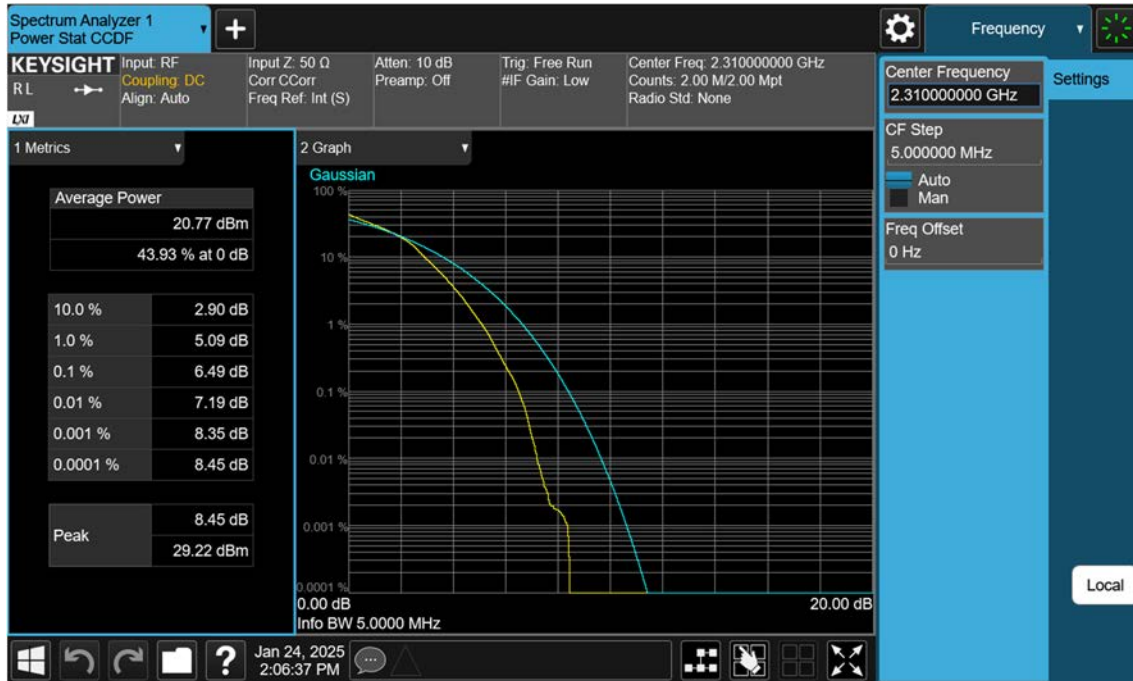 Spectrum Analyzer 1
Power Stat CCDF
Frequency
KEYSIGHT
RL
LXI
Input: RF
Coupling: DC
Align: Auto
Input Z: 50 Ω
Corr CCorr
Freq Ref: Int (S)
Atten: 10 dB
Preamp: Off
Trig: Free Run
#IF Gain: Low
Center Freq: 2.310000000 GHz
Counts: 2.00 M/2.00 Mpt
Radio Std: None
1 Metrics
Average Power
20.77 dBm
43.93 % at 0 dB
10.0 % 2.90 dB
1.0 % 5.09 dB
0.1 % 6.49 dB
0.01 % 7.19 dB
0.001 % 8.35 dB
0.0001 % 8.45 dB
Peak
8.45 dB
29.22 dBm
2 Graph
Gaussian
100 %
10 %
1 %
0.1 %
0.01 %
0.001 %
0.0001 %
0.00 dB
20.00 dB
Info BW 5.0000 MHz
Center Frequency
2.310000000 GHz
Settings
CF Step
5.000000 MHz
Auto
Man
Freq Offset
0 Hz
Local
?
Jan 24, 2025
2:06:37 PM